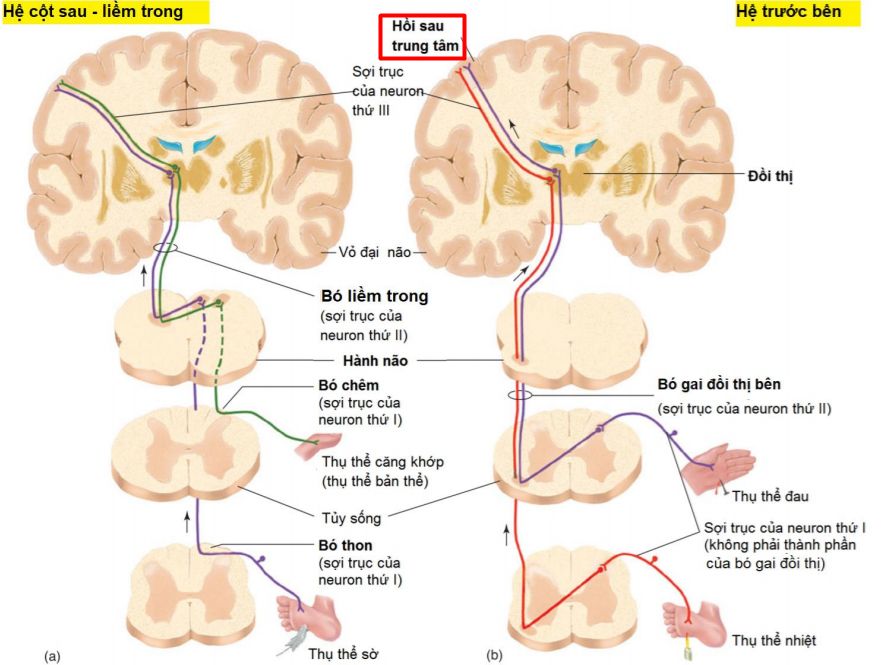 Hệ cột sau - liềm trong
Hệ trước bên
Hồi sau
trung tâm
Sợi trục
của neuron
thứ III
Đồi thị
Vỏ đại não
Bó liềm trong
(sợi trục của
neuron thứ II)
Hành não
Bó chêm
(sợi trục của
neuron thứ I)
Bó gai đồi thị bên
(sợi trục của neuron thứ II)
Thụ thể căng khớp
(thụ thể bản thể)
Thụ thể đau
Tủy sống
Sợi trục của neuron thứ I
(không phải thành phần
của bó gai đồi thị)
Bó thon
(sợi trục của
neuron thứ I)
Thụ thể sờ
Thụ thể nhiệt
(a)
(b)